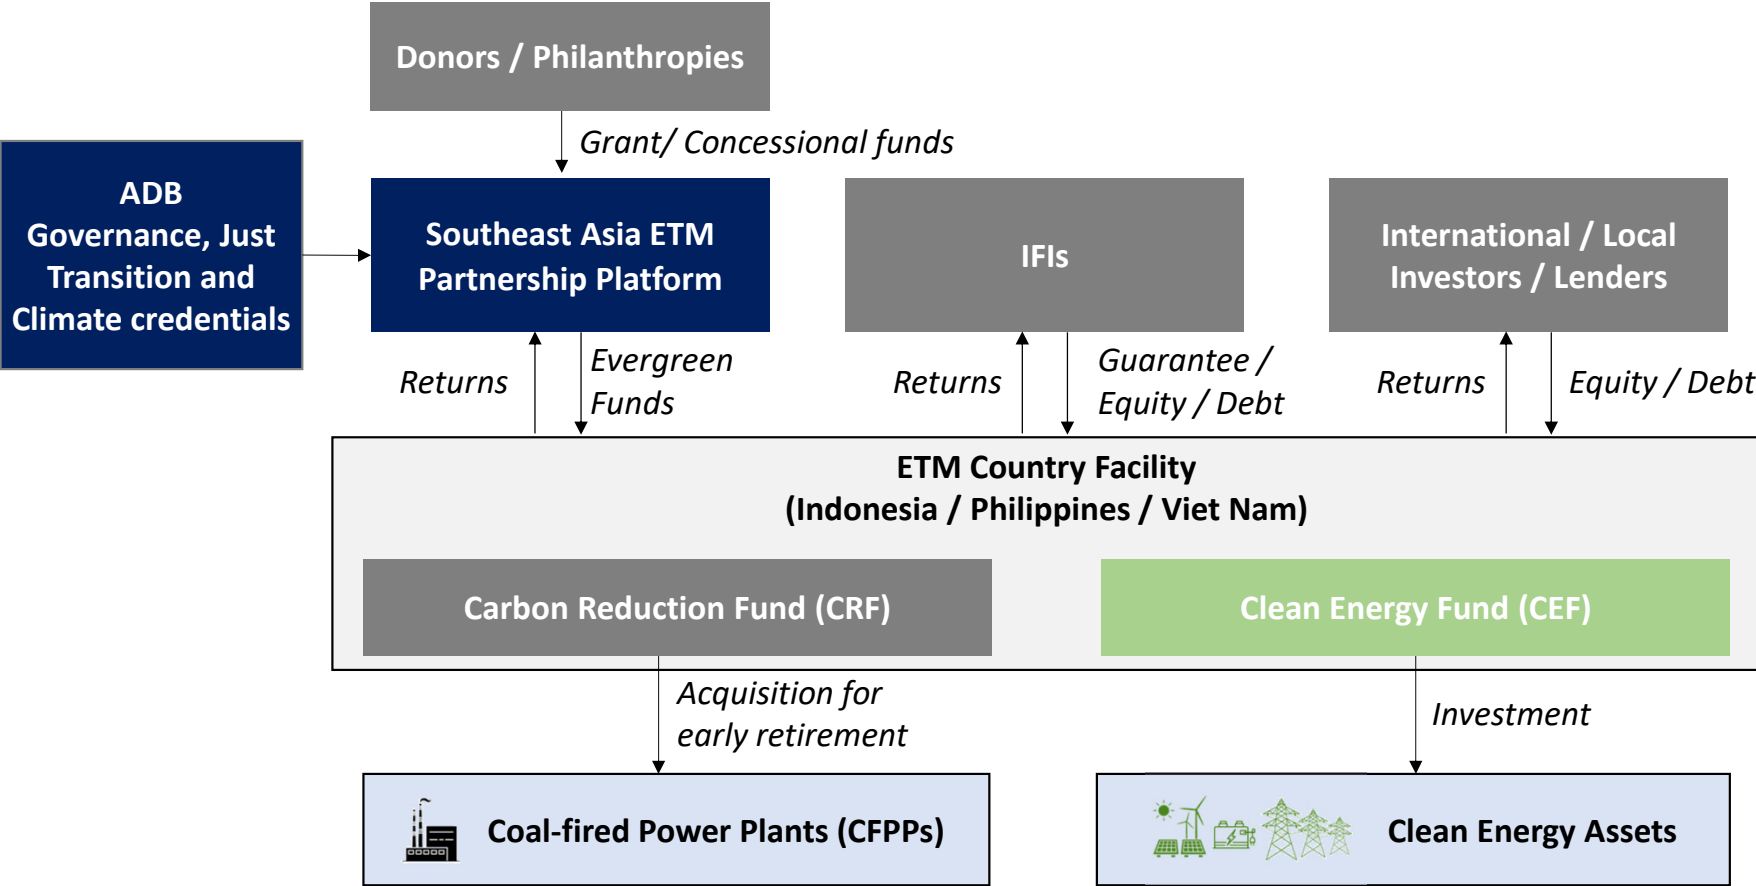 Donors / Philanthropies
Grant/ Concessional funds
ADB
Governance, Just
Transition and
Climate credentials
Southeast Asia ETM
Partnership Platform
IFIs
International / Local
Investors / Lenders
Returns
Evergreen
Funds
Returns
Guarantee /
Equity / Debt
Returns
Equity / Debt
ETM Country Facility
(Indonesia / Philippines / Viet Nam)
Carbon Reduction Fund (CRF)
Clean Energy Fund (CEF)
Acquisition for
early retirement
Investment
Coal-fired Power Plants (CFPPs)
Clean Energy Assets